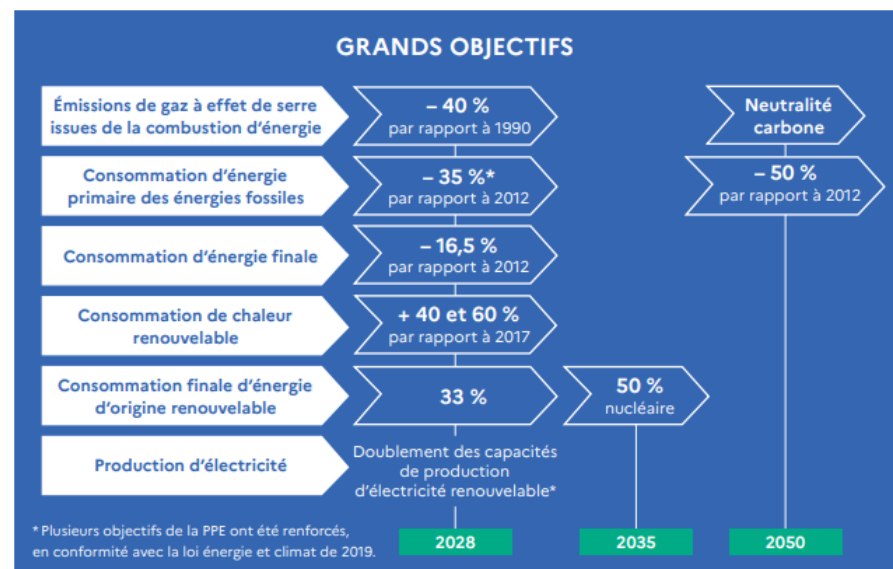 GRANDS OBJECTIFS
Émissions de gaz à effet de serre
issues de la combustion d'énergie
– 40 %
par rapport à 1990
Neutralité
carbone
Consommation d'énergie
primaire des énergies fossiles
– 35 %*
par rapport à 2012
– 50 %
par rapport à 2012
Consommation d'énergie finale
– 16,5 %
par rapport à 2012
Consommation de chaleur
renouvelable
+ 40 et 60 %
par rapport à 2017
Consommation finale d'énergie
d'origine renouvelable
33 %
50 %
nucléaire
Production d'électricité
Doublement des capacités
de production
d'électricité renouvelable*
* Plusieurs objectifs de la PPE ont été renforcés,
en conformité avec la loi énergie et climat de 2019.
2028
2035
2050